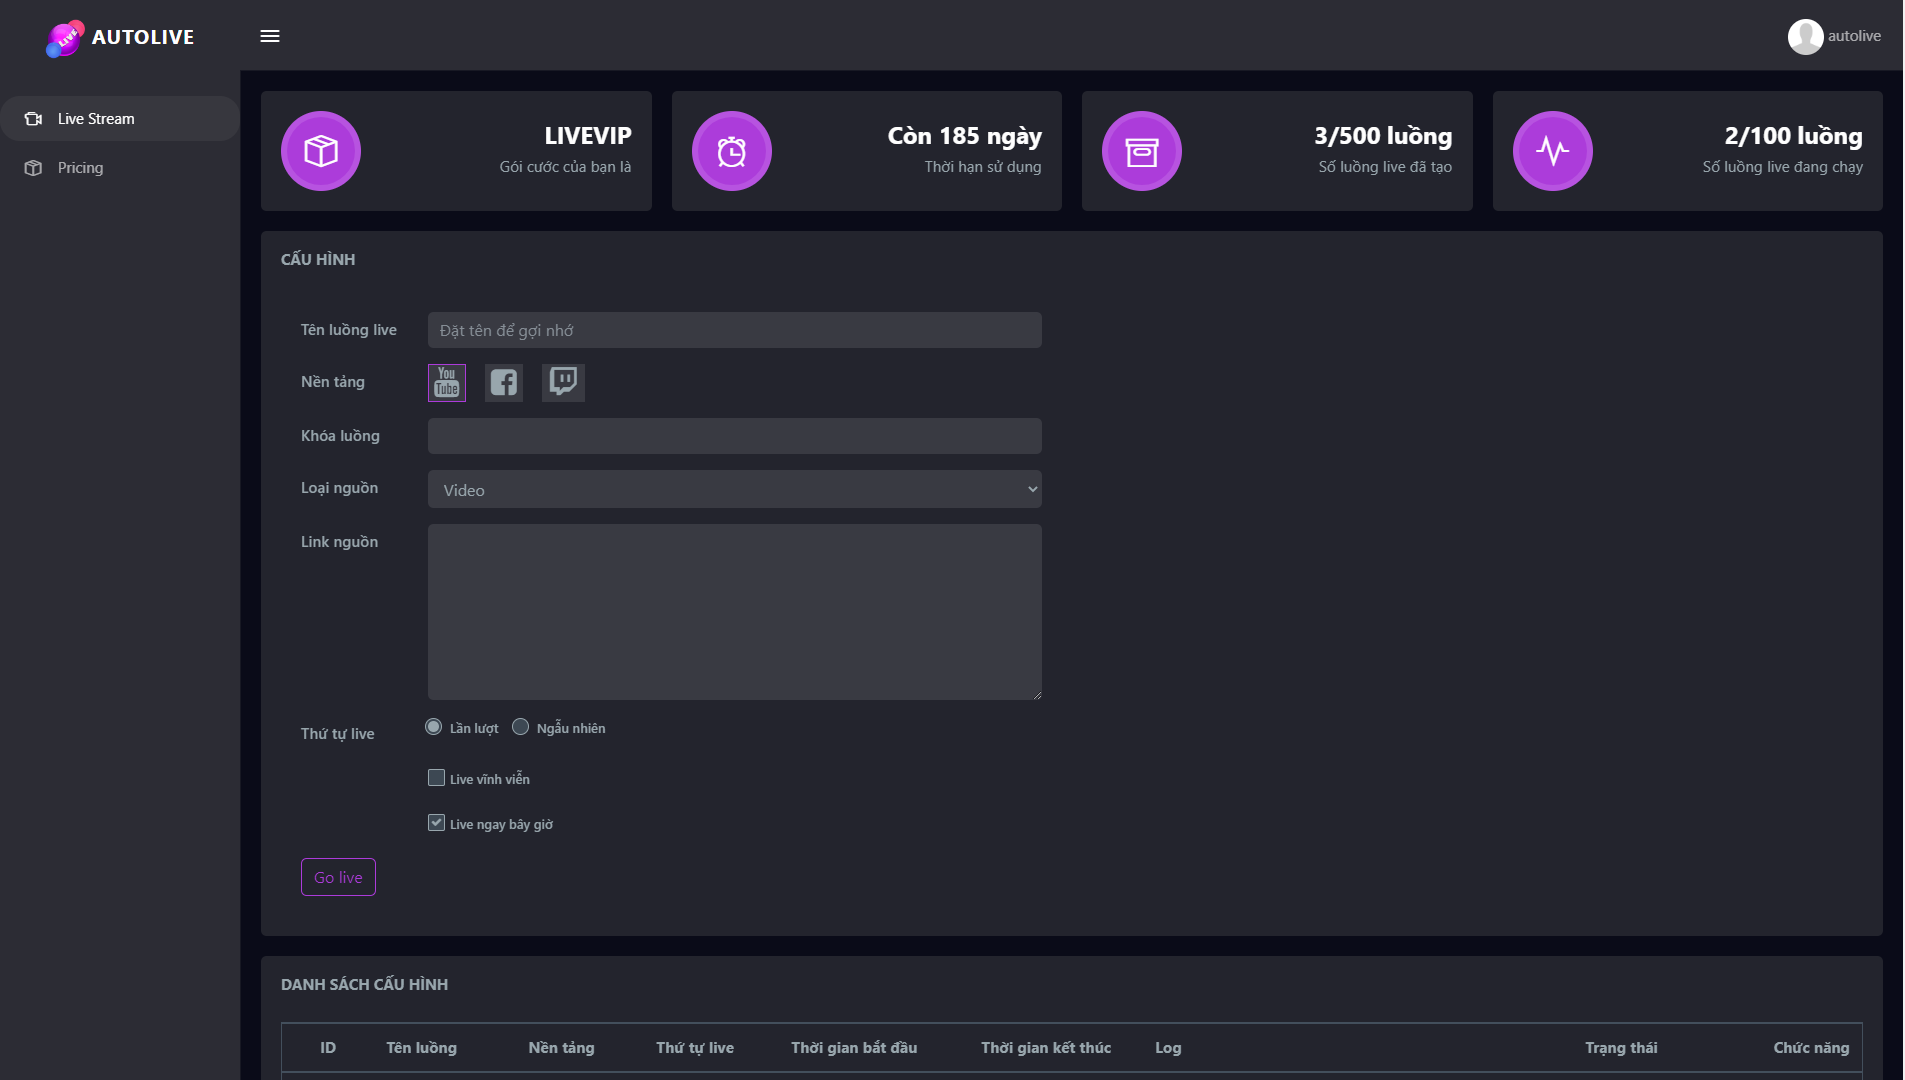 LIVE
AUTOLIVE
autolive
Live Stream
Pricing
LIVEVIP
Gói cước của bạn là
Còn 185 ngày
Thời hạn sử dụng
3/500 luồng
Số luồng live đã tạo
2/100 luồng
Số luồng live đang chạy
CẤU HÌNH
Tên luồng live
Đặt tên để gợi nhớ
Nền tảng
You
Tube
Khóa luồng
Loại nguồn
Video
Link nguồn
Thứ tự live
Lần lượt
Ngẫu nhiên
Live vĩnh viễn
Live ngay bây giờ
Go live
DANH SÁCH CẤU HÌNH
ID Tên luồng Nền tảng Thứ tự live Thời gian bắt đầu Thời gian kết thúc Log Trạng thái Chức năng